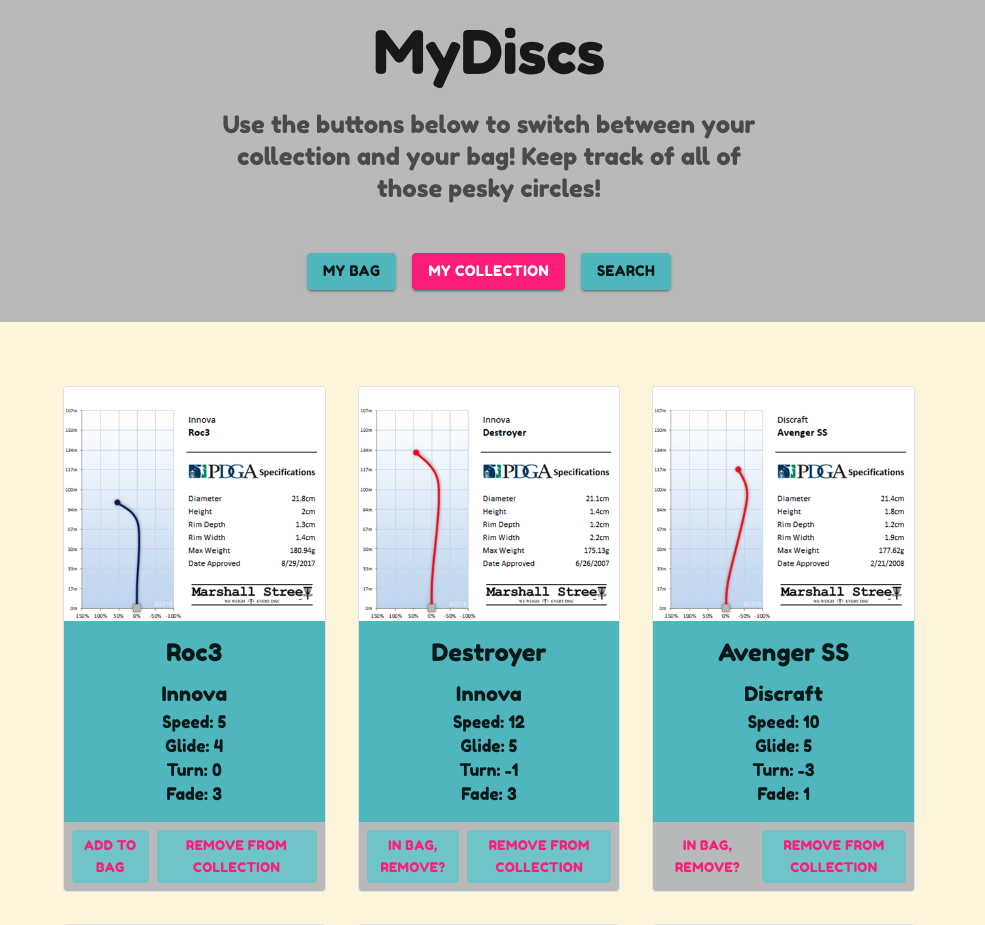 MyDiscs
Use the buttons below to switch between your
collection and your bag! Keep track of all of
those pesky circles!
MY BAG
MY COLLECTION
SEARCH
167m
150m
134m
117m
100m
84m
67m
50m
33m
17m
0m
150% 100% 50% 0% -50% -100%
Innova
Roc3
PDGA Specifications
Diameter 21.8cm
Height 2cm
Rim Depth 1.3cm
Rim Width 1.4cm
Max Weight 180.94g
Date Approved 8/29/2017
Marshall Street
WE WEIGH EVERY DISC
Roc3
Innova
Speed: 5
Glide: 4
Turn: 0
Fade: 3
ADD TO
BAG
REMOVE FROM
COLLECTION
167m
150m
134m
117m
100m
84m
67m
50m
33m
17m
0m
150% 100% 50% 0% -50% -100%
Innova
Destroyer
PDGA Specifications
Diameter 21.1cm
Height 1.4cm
Rim Depth 1.2cm
Rim Width 2.2cm
Max Weight 175.13g
Date Approved 6/26/2007
Marshall Street
WE WEIGH EVERY DISC
Destroyer
Innova
Speed: 12
Glide: 5
Turn: -1
Fade: 3
IN BAG,
REMOVE?
REMOVE FROM
COLLECTION
167m
150m
134m
117m
100m
84m
67m
50m
33m
17m
0m
150% 100% 50% 0% -50% -100%
Discraft
Avenger SS
PDGA Specifications
Diameter 21.4cm
Height 1.8cm
Rim Depth 1.2cm
Rim Width 1.9cm
Max Weight 177.62g
Date Approved 2/21/2008
Marshall Street
WE WEIGH EVERY DISC
Avenger SS
Discraft
Speed: 10
Glide: 5
Turn: -3
Fade: 1
IN BAG,
REMOVE?
REMOVE FROM
COLLECTION